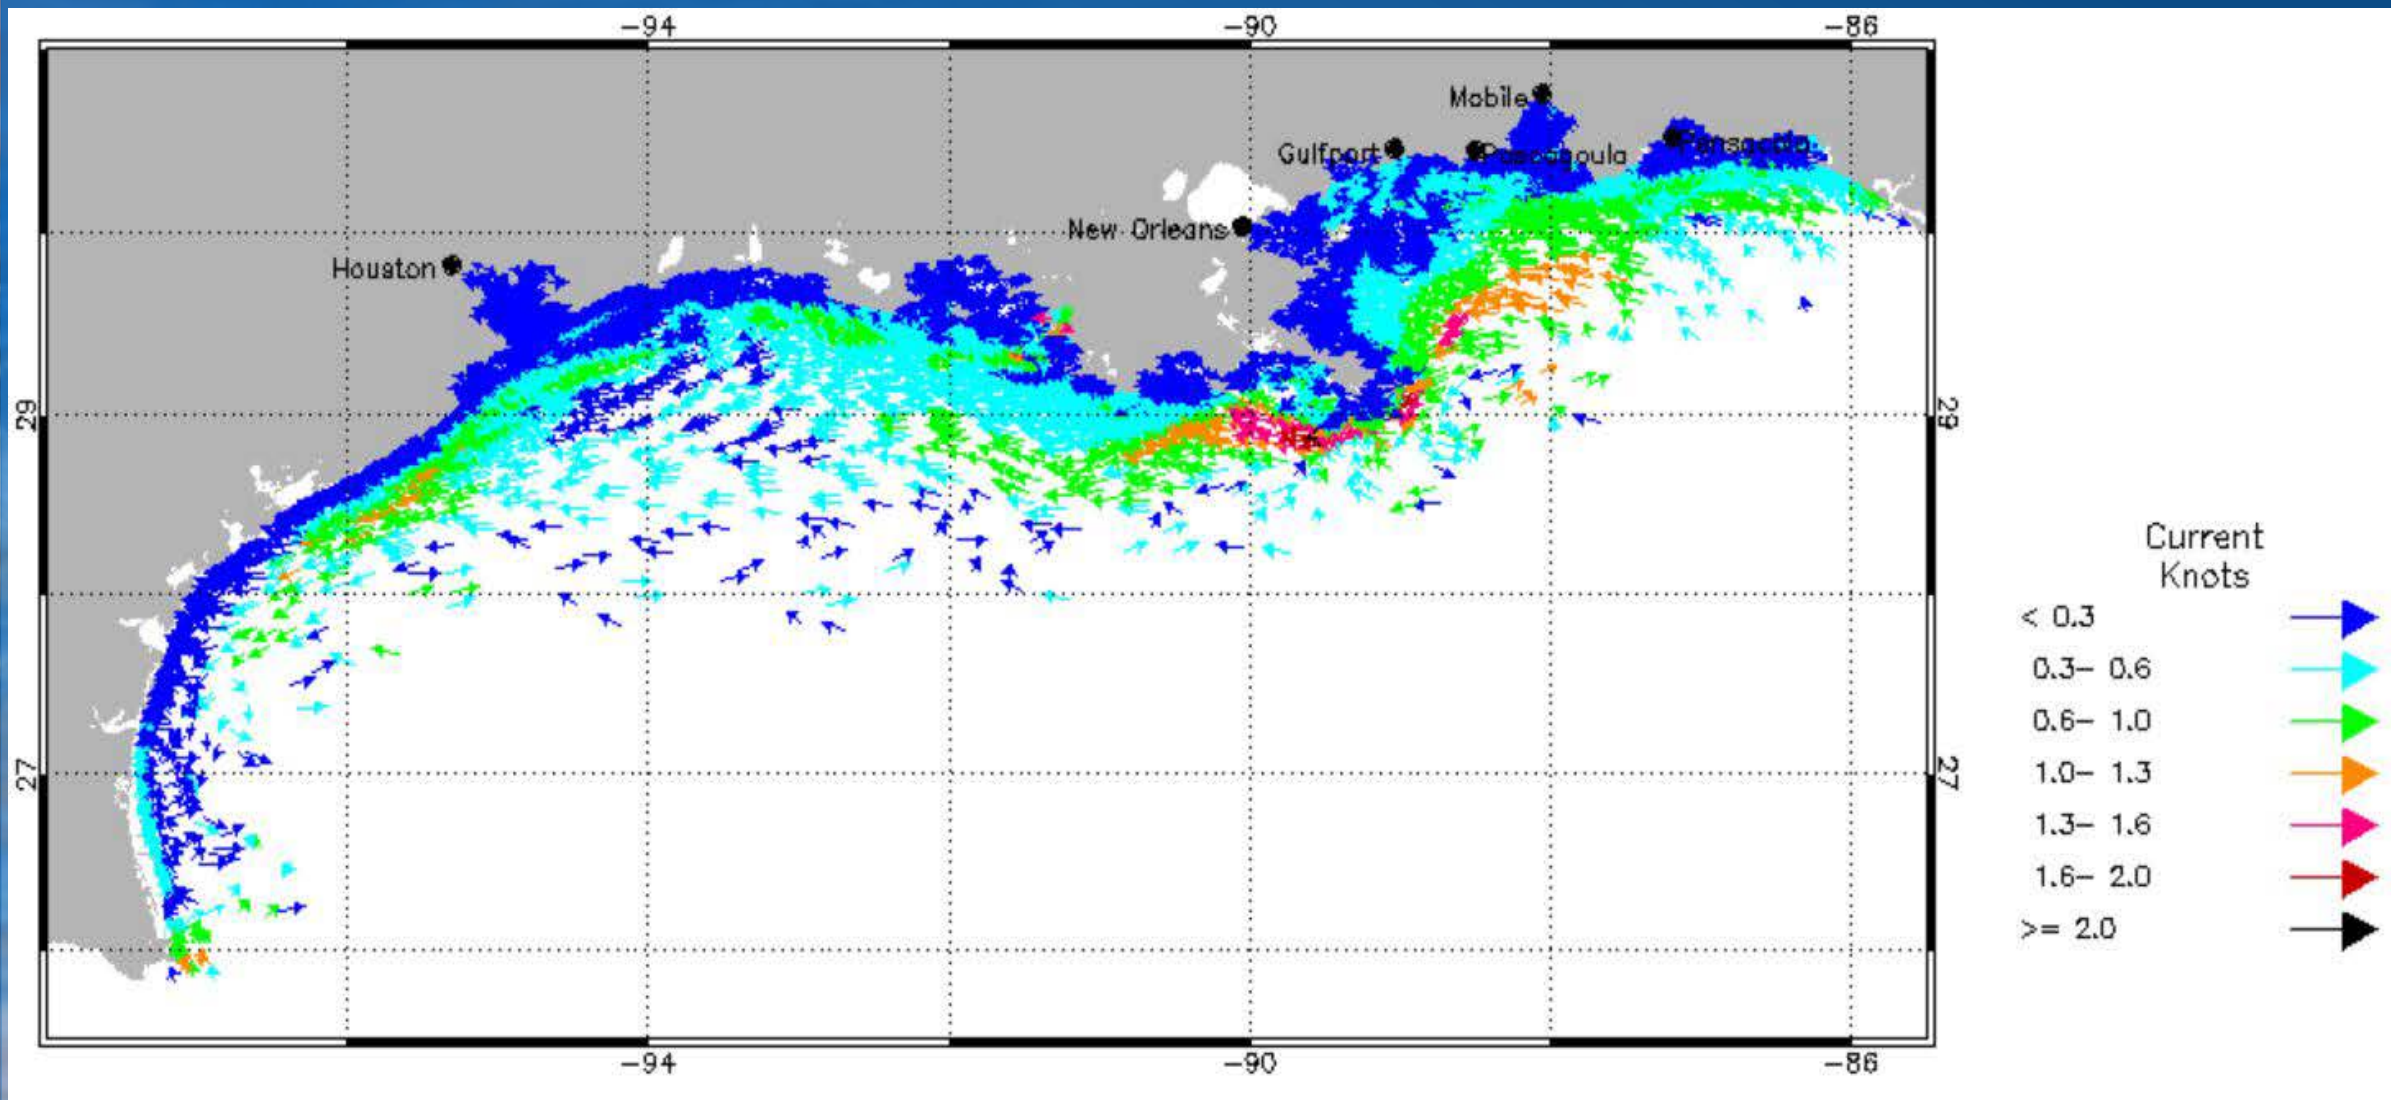 −94 −90 −86
Mobile
Gulfport Pascagoula Pensacola
New Orleans
Houston
29 29
27 27
−94 −90 −86
Current
Knots
< 0.3
0.3− 0.6
0.6− 1.0
1.0− 1.3
1.3− 1.6
1.6− 2.0
>= 2.0